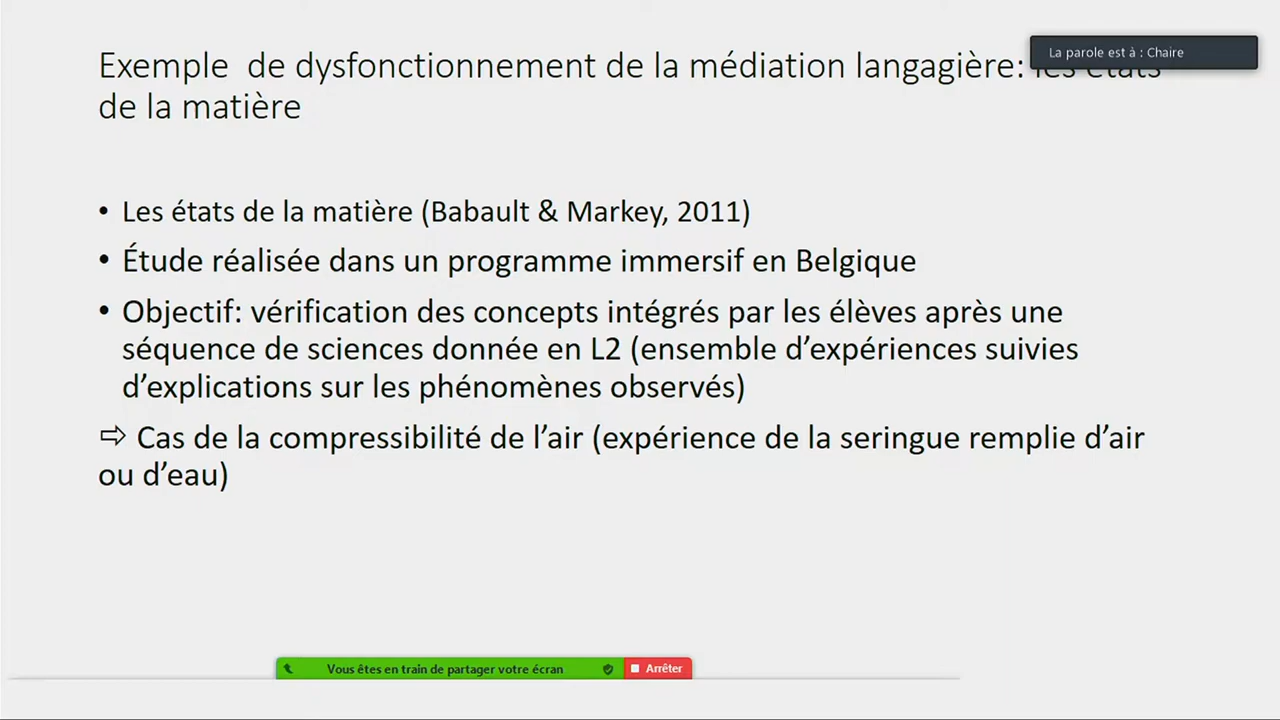 Exemple de dysfonctionnement de la médiation langagière: les états
de la matière
La parole est à : Chaire
• Les états de la matière (Babault & Markey, 2011)
• Étude réalisée dans un programme immersif en Belgique
• Objectif: vérification des concepts intégrés par les élèves après une
séquence de sciences donnée en L2 (ensemble d’expériences suivies
d’explications sur les phénomènes observés)
⇨ Cas de la compressibilité de l’air (expérience de la seringue remplie d’air
ou d’eau)
Vous êtes en train de partager votre écran
Arrêter